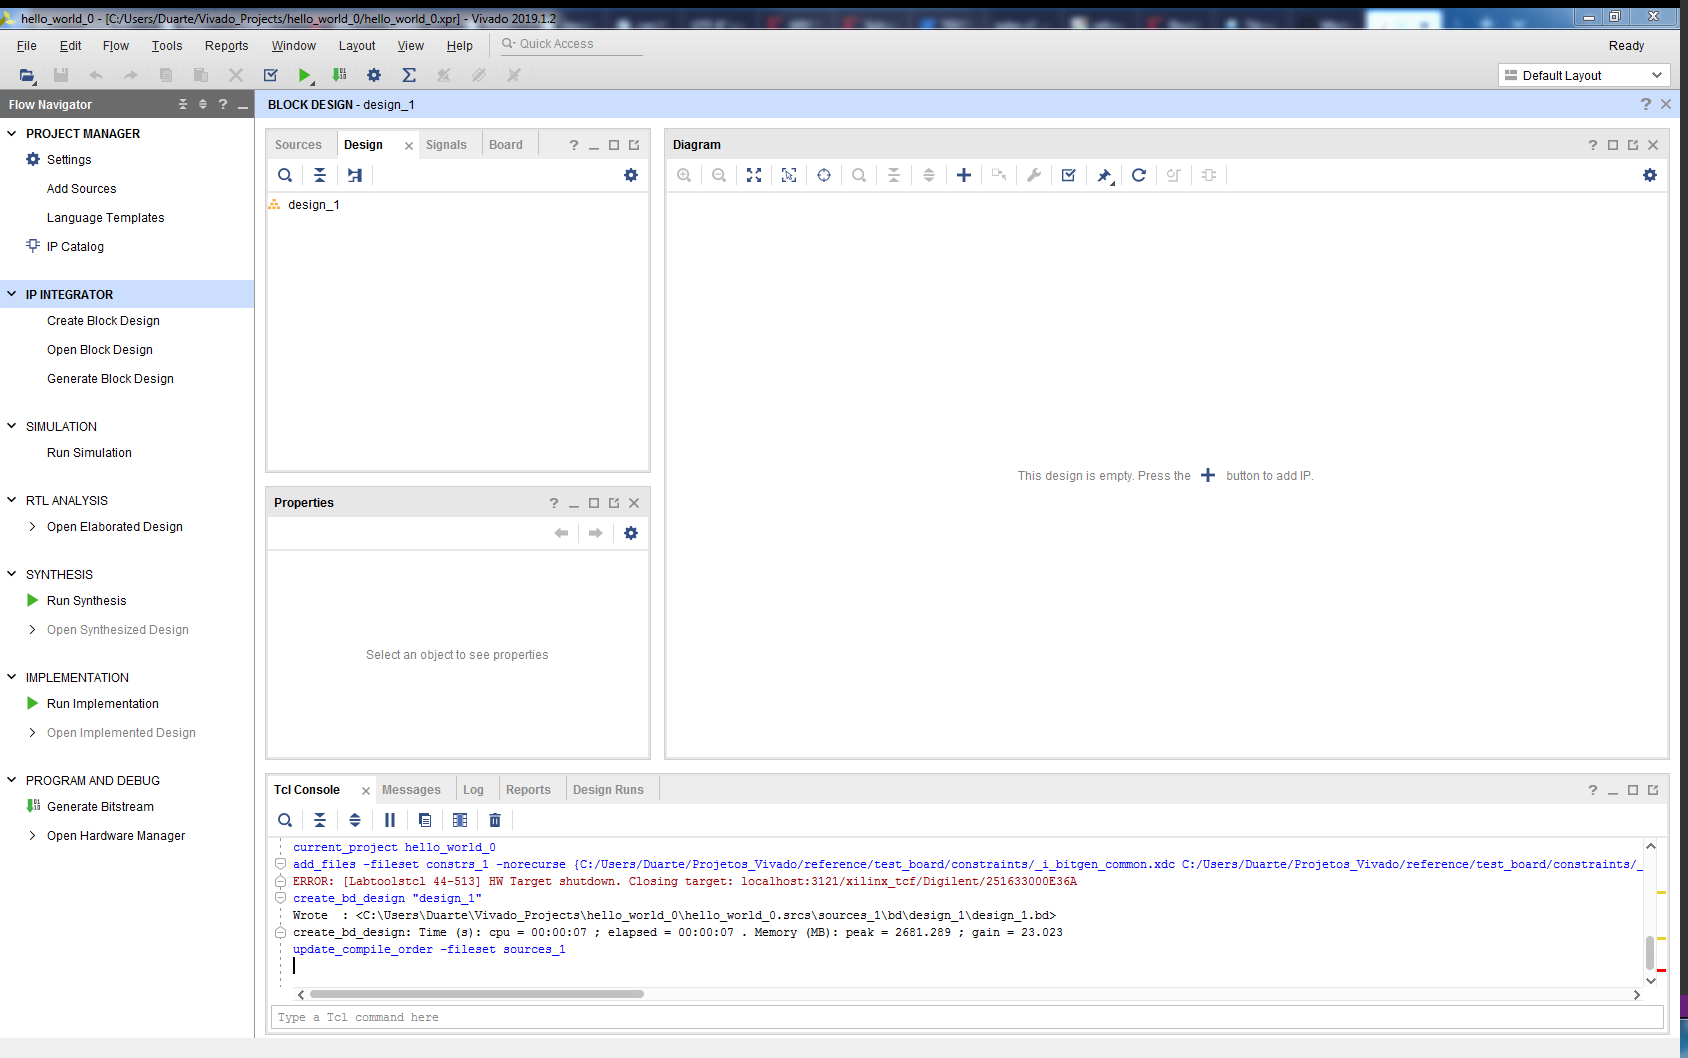 hello_world_0 - [C:/Users/Duarte/Vivado_Projects/hello_world_0/hello_world_0.xpr] - Vivado 2019.1.2
File Edit Flow Tools Reports Window Layout View Help Quick Access Ready
Default Layout
Flow Navigator
PROJECT MANAGER
Settings
Add Sources
Language Templates
IP Catalog
IP INTEGRATOR
Create Block Design
Open Block Design
Generate Block Design
SIMULATION
Run Simulation
RTL ANALYSIS
Open Elaborated Design
SYNTHESIS
Run Synthesis
Open Synthesized Design
IMPLEMENTATION
Run Implementation
Open Implemented Design
PROGRAM AND DEBUG
Generate Bitstream
Open Hardware Manager
BLOCK DESIGN - design_1
Sources Design Signals Board
design_1
Properties
Select an object to see properties
Diagram
This design is empty. Press the + button to add IP.
Tcl Console Messages Log Reports Design Runs
current_project hello_world_0
add_files -fileset constrs_1 -norecurse {C:/Users/Duarte/Projetos_Vivado/reference/test_board/constraints/_i_bitgen_common.xdc C:/Users/Duarte/Projetos_Vivado/reference/test_board/constraints/_
ERROR: [Labtoolstcl 44-513] HW Target shutdown. Closing target: localhost:3121/xilinx_tcf/Digilent/251633000E36A
create_bd_design "design_1"
Wrote  : <C:\Users\Duarte\Vivado_Projects\hello_world_0\hello_world_0.srcs\sources_1\bd\design_1\design_1.bd>
create_bd_design: Time (s): cpu = 00:00:07 ; elapsed = 00:00:07 . Memory (MB): peak = 2681.289 ; gain = 23.023
update_compile_order -fileset sources_1
Type a Tcl command here